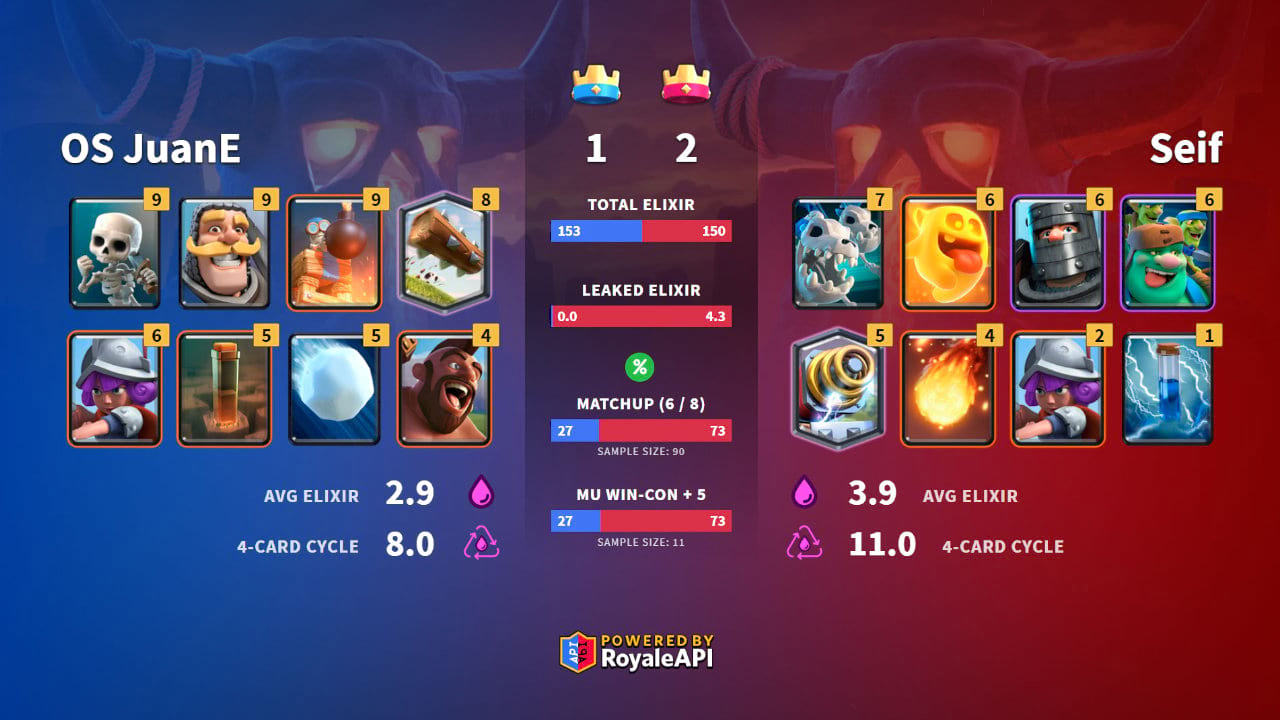 OS JuanE
1 2
Seif
9 9 9 8
6 5 5 4
7 6 6 6
5 4 2 1
TOTAL ELIXIR
153 150
LEAKED ELIXIR
0.0 4.3
%
MATCHUP (6 / 8)
27 73
SAMPLE SIZE: 90
MU WIN-CON + 5
27 73
SAMPLE SIZE: 11
AVG ELIXIR 2.9
4-CARD CYCLE 8.0
3.9 AVG ELIXIR
11.0 4-CARD CYCLE
API API
POWERED BY
RoyaleAPI